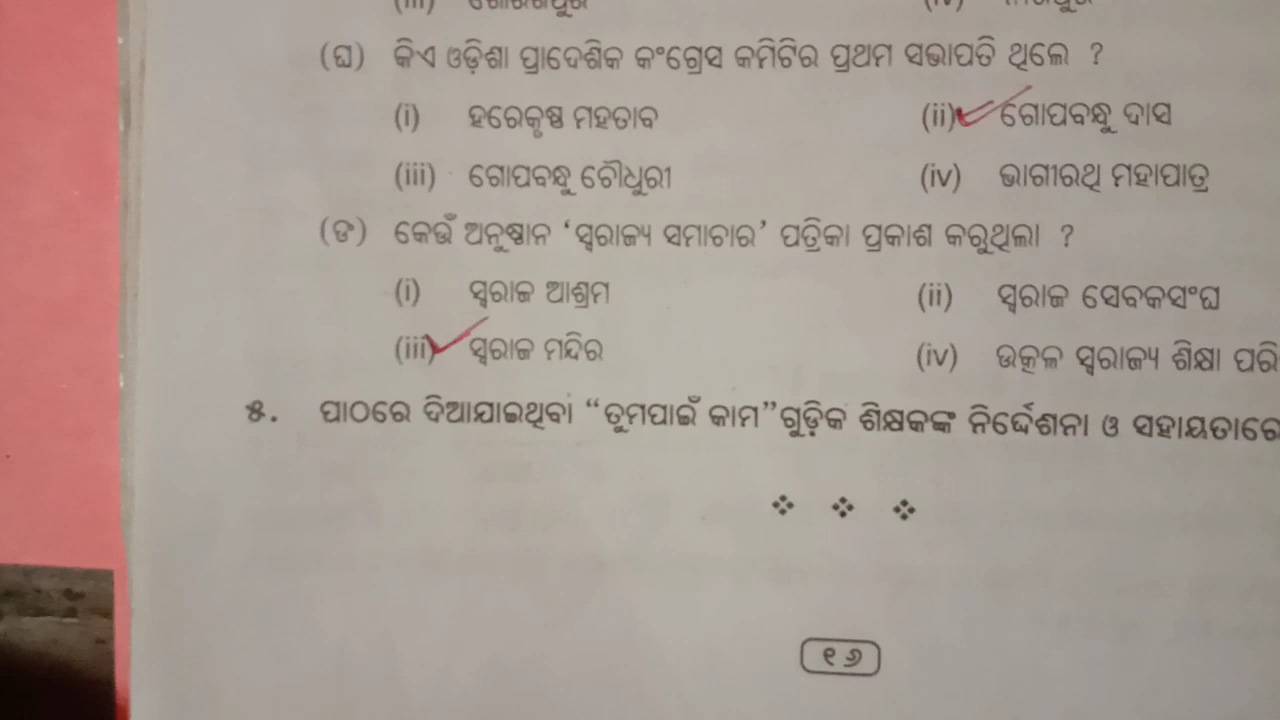 (ଘ) କିଏ ଓଡ଼ିଶା ପ୍ରାଦେଶିକ କଂଗ୍ରେସ କମିଟିର ପ୍ରଥମ ସଭାପତି ଥିଲେ ?
(i) ହରେକୃଷ୍ଣ ମହତାବ (ii) ଗୋପବନ୍ଧୁ ଦାସ
(iii) ଗୋପବନ୍ଧୁ ଚୌଧୁରୀ (iv) ଭାଗୀରଥି ମହାପାତ୍ର
(ଙ) କେଉଁ ଅନୁଷ୍ଠାନ ‘ସ୍ୱରାଜ୍ୟ ସମାଚାର’ ପତ୍ରିକା ପ୍ରକାଶ କରୁଥିଲା ?
(i) ସ୍ୱରାଜ ଆଶ୍ରମ (ii) ସ୍ୱରାଜ ସେବକସଂଘ
(iii) ସ୍ୱରାଜ ମନ୍ଦିର (iv) ଉତ୍କଳ ସ୍ୱରାଜ୍ୟ ଶିକ୍ଷା ପରି
୫. ପାଠରେ ଦିଆଯାଇଥିବା “ତୁମପାଇଁ କାମ”ଗୁଡ଼ିକ ଶିକ୍ଷକଙ୍କ ନିର୍ଦ୍ଦେଶନା ଓ ସହାୟତାରେ
୧୬